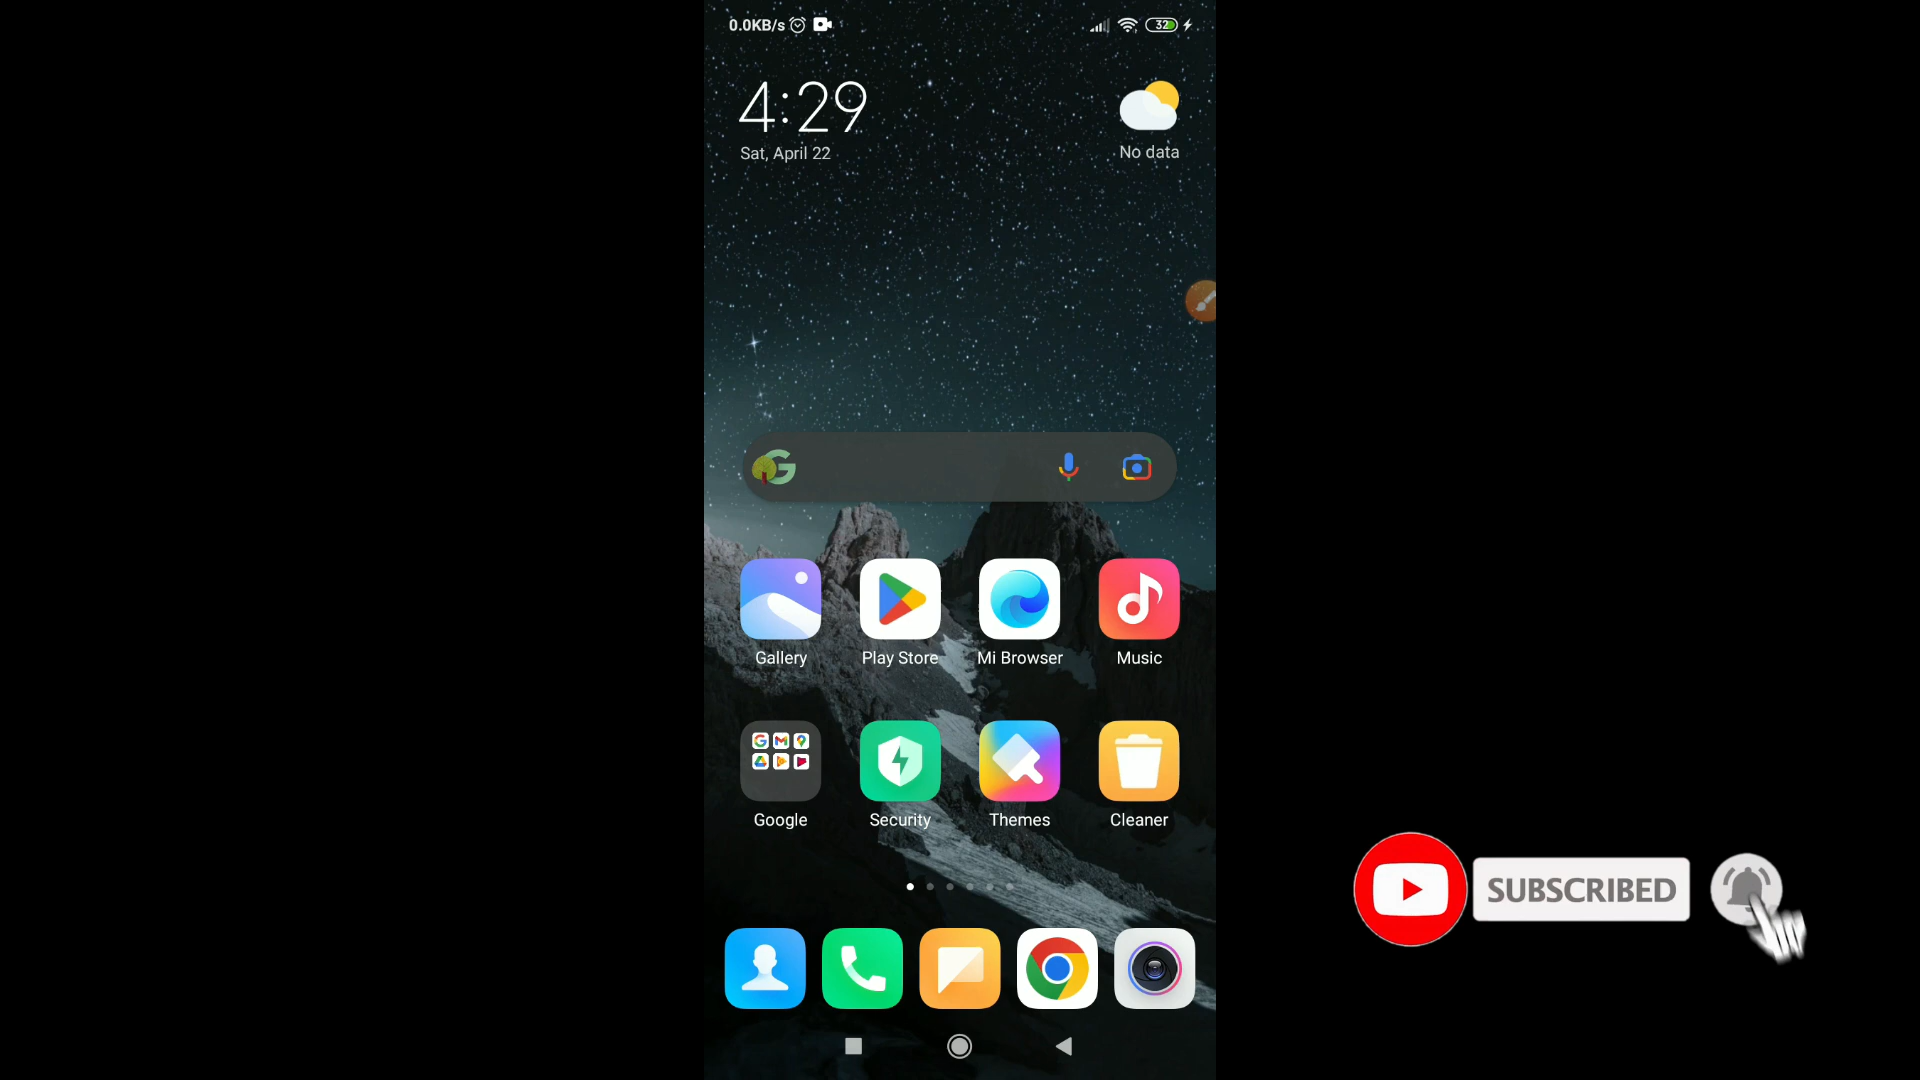 0.0KB/s
32
4:29
Sat, April 22
No data
Gallery
Play Store
Mi Browser
Music
Google
Security
Themes
Cleaner
SUBSCRIBED